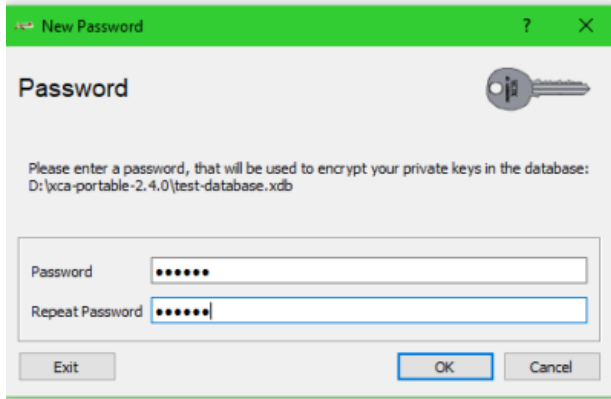 New Password
?
Password
Please enter a password, that will be used to encrypt your private keys in the database:
D:\xca-portable-2.4.0\test-database.xdb
Password ••••••
Repeat Password ••••••
Exit OK Cancel